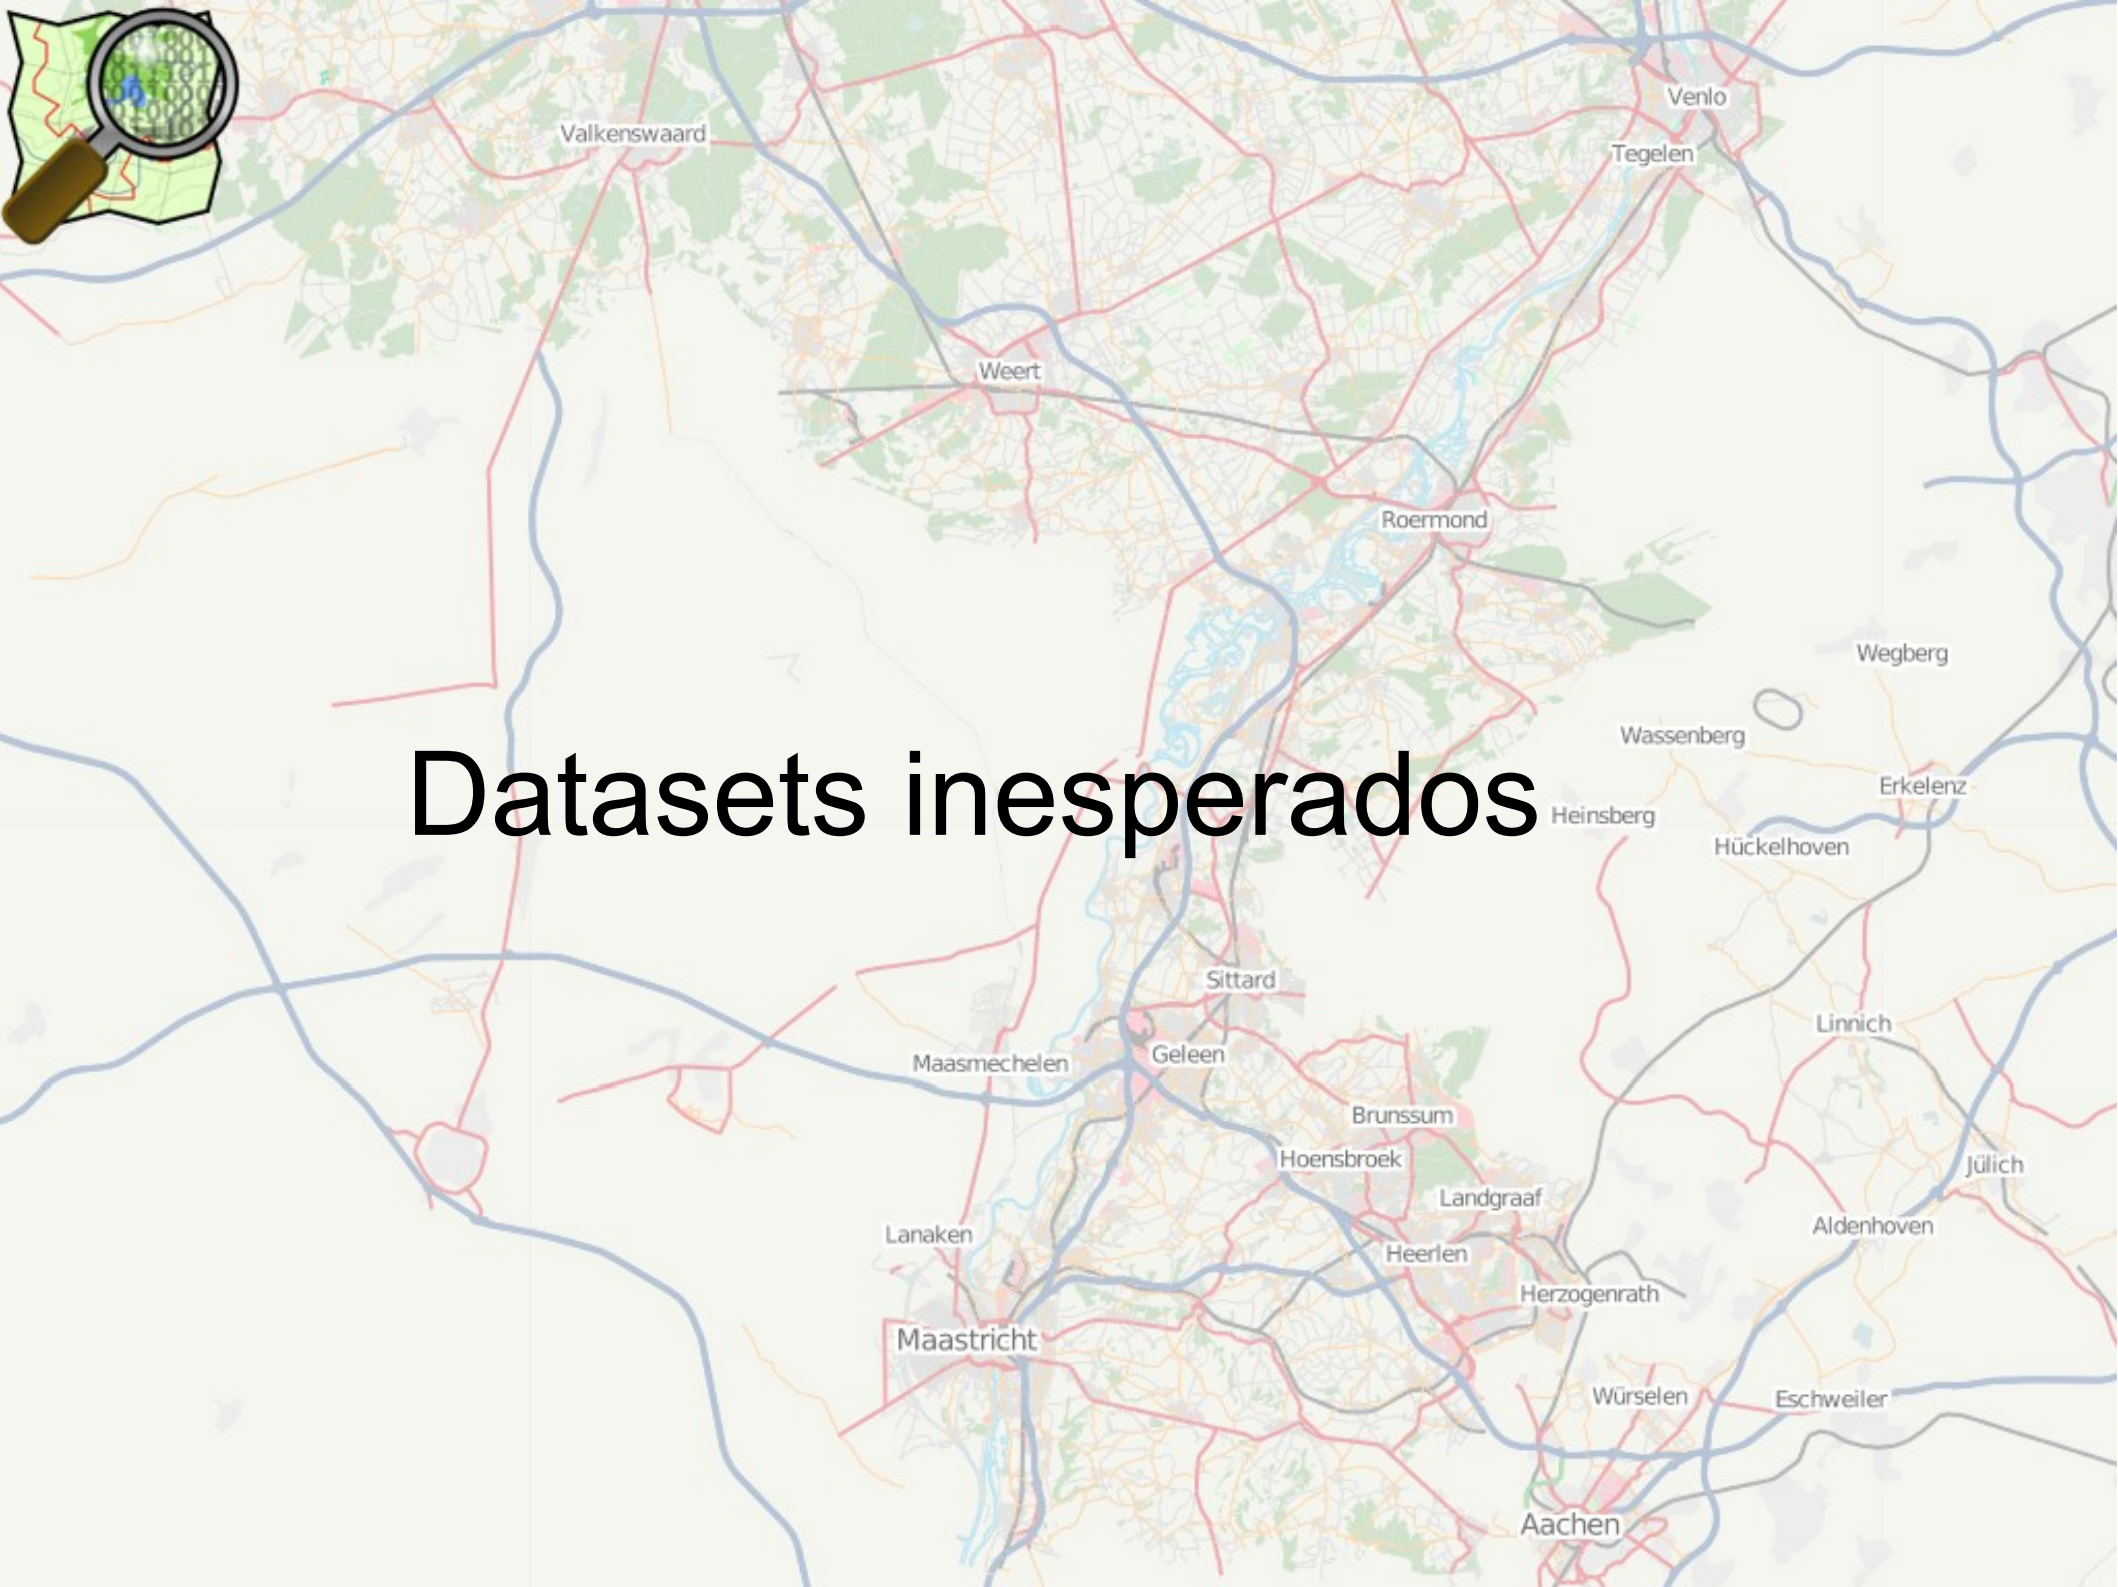 Venlo
Valkenswaard
Tegelen
Weert
Roermond
Wegberg
Wassenberg
Erkelenz
Datasets inesperados
Heinsberg
Hückelhoven
Sittard
Linnich
Geleen
Maasmechelen
Brunssum
Hoensbroek
Jülich
Landgraaf
Aldenhoven
Lanaken
Heerlen
Herzogenrath
Maastricht
Würselen
Eschweiler
Aachen